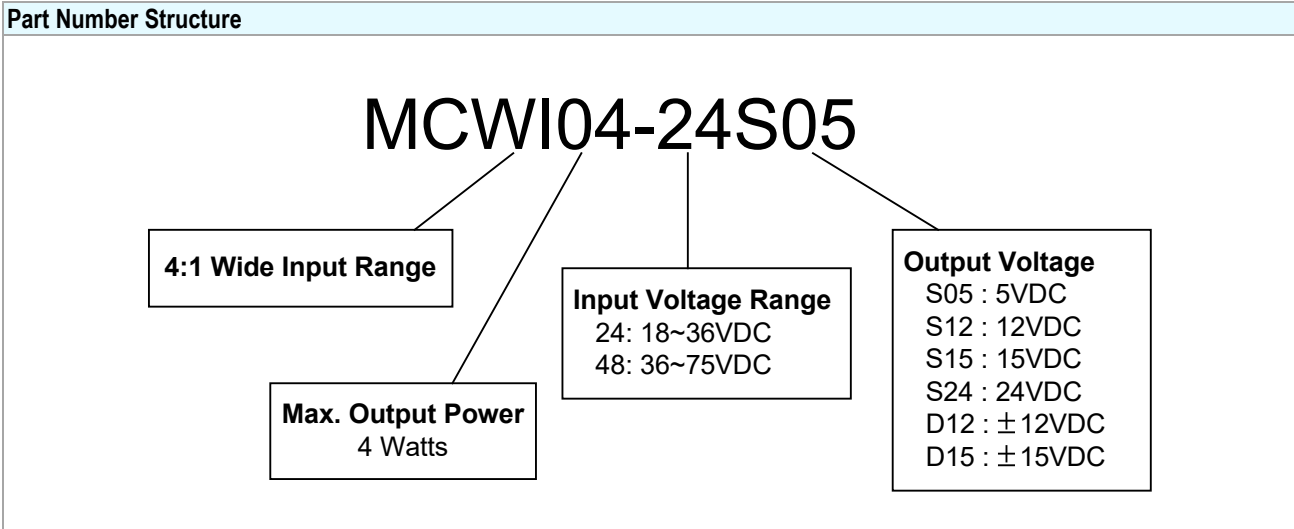 Part Number Structure
MCWI04-24S05
4:1 Wide Input Range
Max. Output Power
4 Watts
Input Voltage Range
24: 18~36VDC
48: 36~75VDC
Output Voltage
S05 : 5VDC
S12 : 12VDC
S15 : 15VDC
S24 : 24VDC
D12 : ±12VDC
D15 : ±15VDC